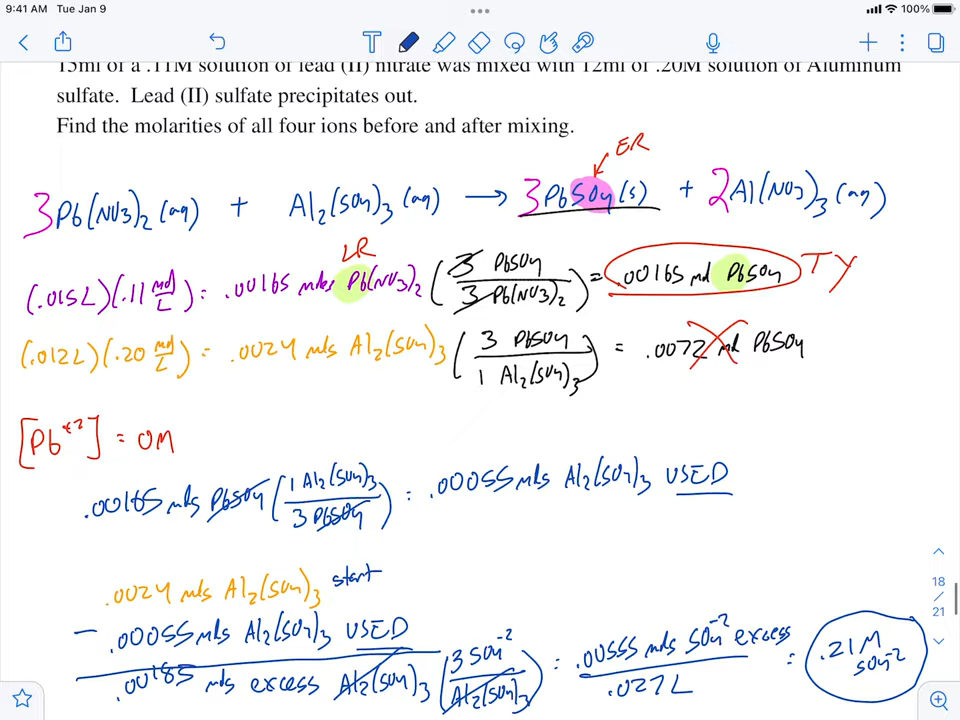 9:41 AM Tue Jan 9
100%
15ml of a .11M solution of lead (II) nitrate was mixed with 12ml of .20M solution of Aluminum
sulfate. Lead (II) sulfate precipitates out.
Find the molarities of all four ions before and after mixing.
ER
3Pb(NO3)2 (aq) + Al2(SO4)3 (aq) → 3PbSO4 (s) + 2Al(NO3)3 (aq)
LR
(.015L)(.11 mol/L) = .00165 mols Pb(NO3)2 (3 PbSO4 / 3 Pb(NO3)2) = .00165 mol PbSO4 TY
(.012L)(.20 mol/L) = .0024 mols Al2(SO4)3 (3 PbSO4 / 1 Al2(SO4)3) = .0072 mol PbSO4
[Pb+2] = 0M
.00165 mols PbSO4 (1 Al2(SO4)3 / 3 PbSO4) = .00055 mols Al2(SO4)3 USED
.0024 mols Al2(SO4)3 start
- .00055 mols Al2(SO4)3 USED
.00185 mols excess Al2(SO4)3 (3 SO4-2 / Al2(SO4)3) = .00555 mols SO4-2 excess / .027L = .21M SO4-2
18
/
21